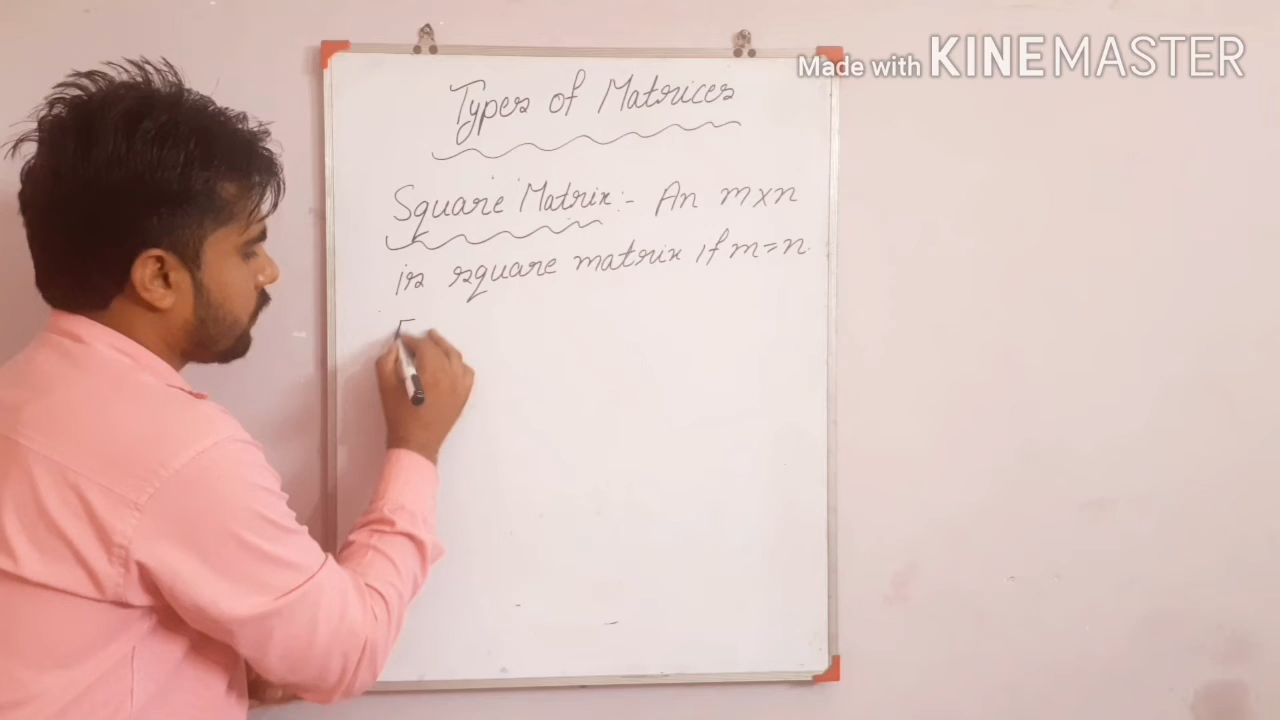 Made with KINEMASTER
Types of Matrices
Square Matrix:- An m×n
is square matrix if m=n.